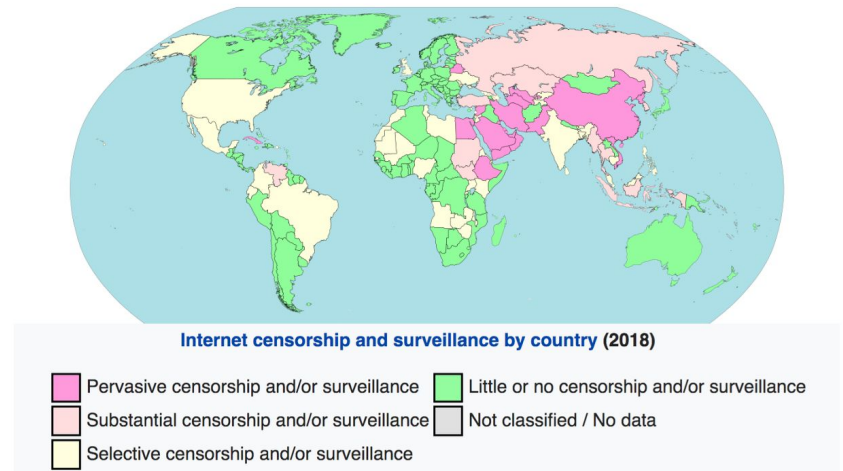 Internet censorship and surveillance by country (2018)
Pervasive censorship and/or surveillance
Little or no censorship and/or surveillance
Substantial censorship and/or surveillance
Not classified / No data
Selective censorship and/or surveillance